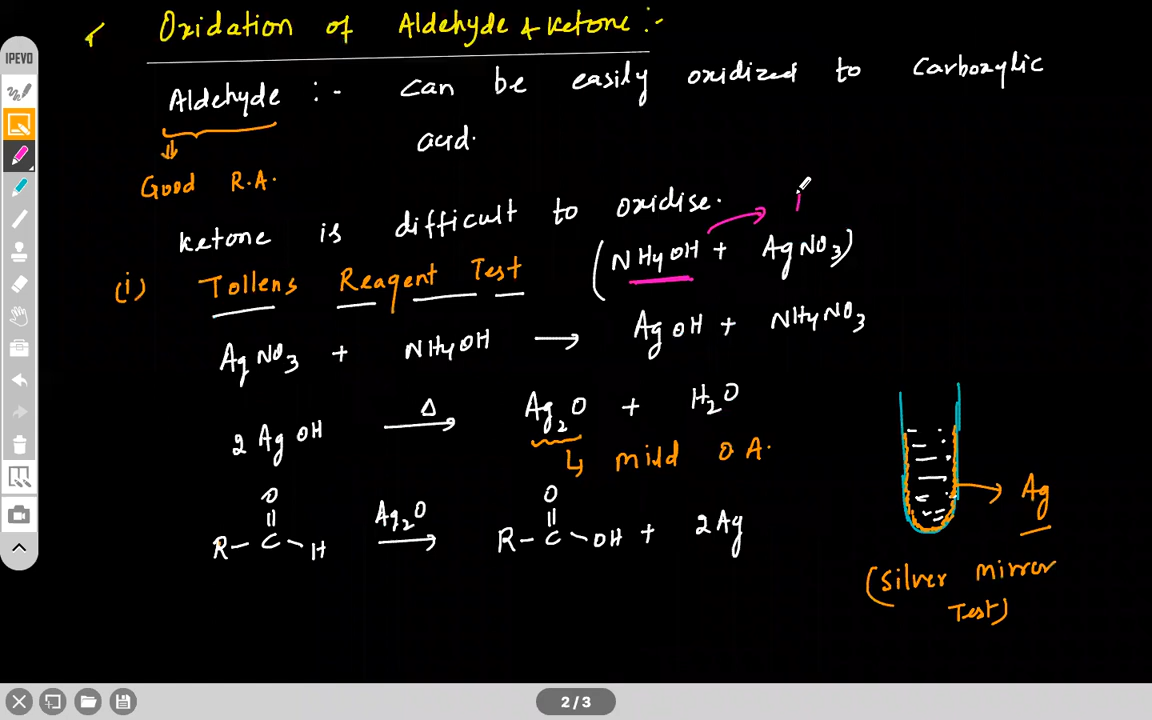 Oxidation of Aldehyde & Ketone :-
IPEVO
Aldehyde :- can be easily oxidized to Carboxylic
acid.
Good R.A.
Ketone is difficult to oxidise.
(i) Tollens Reagent Test (NH4OH + AgNO3)
AgNO3 + NH4OH → AgOH + NH4NO3
2 AgOH Δ → Ag2O + H2O
↳ mild O A.
R-C(=O)-H Ag2O → R-C(=O)-OH + 2Ag
Ag
(Silver mirror
Test)
2/3